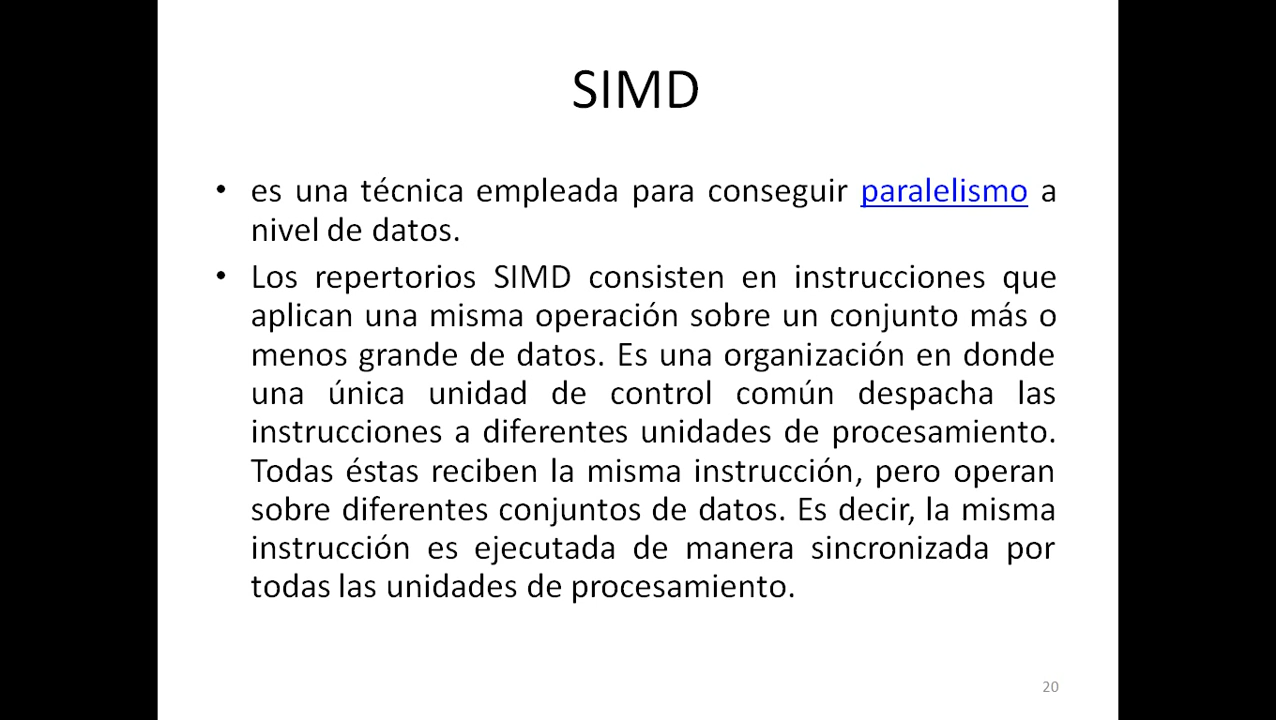 SIMD
• es una técnica empleada para conseguir paralelismo a
nivel de datos.
• Los repertorios SIMD consisten en instrucciones que
aplican una misma operación sobre un conjunto más o
menos grande de datos. Es una organización en donde
una única unidad de control común despacha las
instrucciones a diferentes unidades de procesamiento.
Todas éstas reciben la misma instrucción, pero operan
sobre diferentes conjuntos de datos. Es decir, la misma
instrucción es ejecutada de manera sincronizada por
todas las unidades de procesamiento.
20